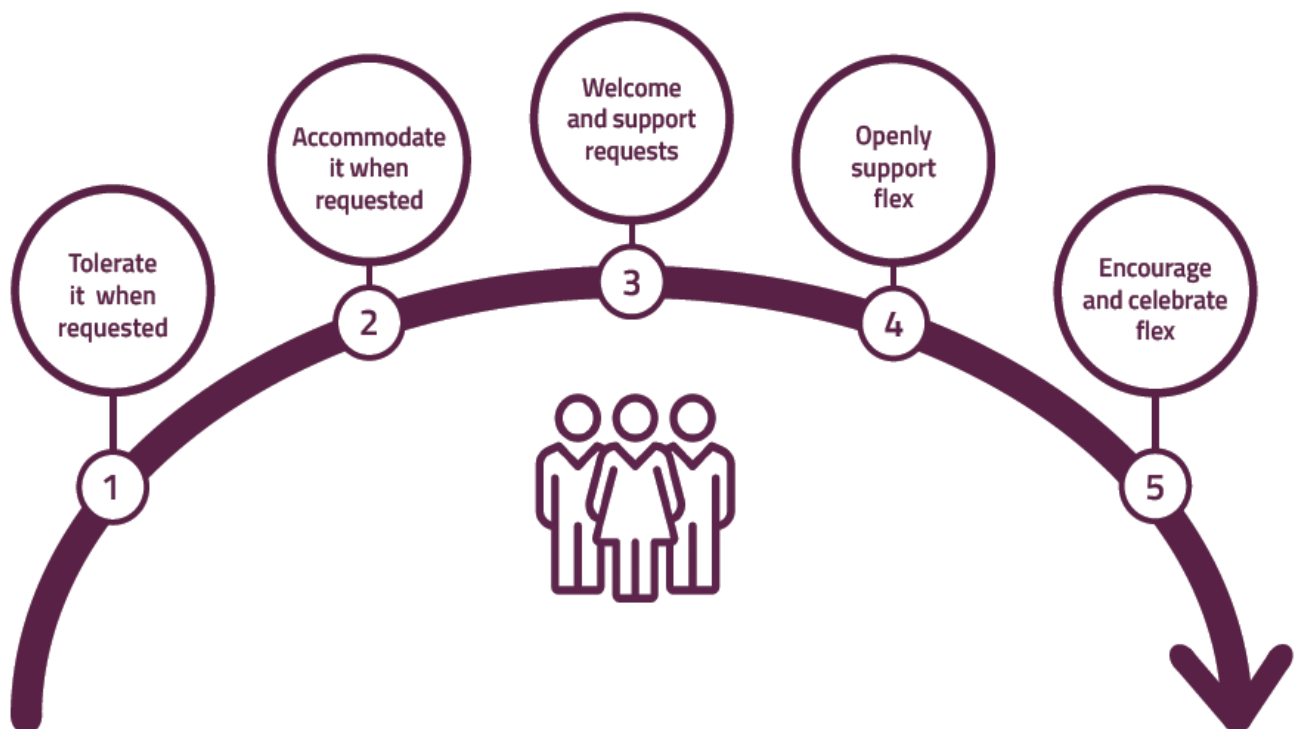 Tolerate
it when
requested
1
Accommodate
it when
requested
2
Welcome
and support
requests
3
Openly
support
flex
4
Encourage
and celebrate
flex
5